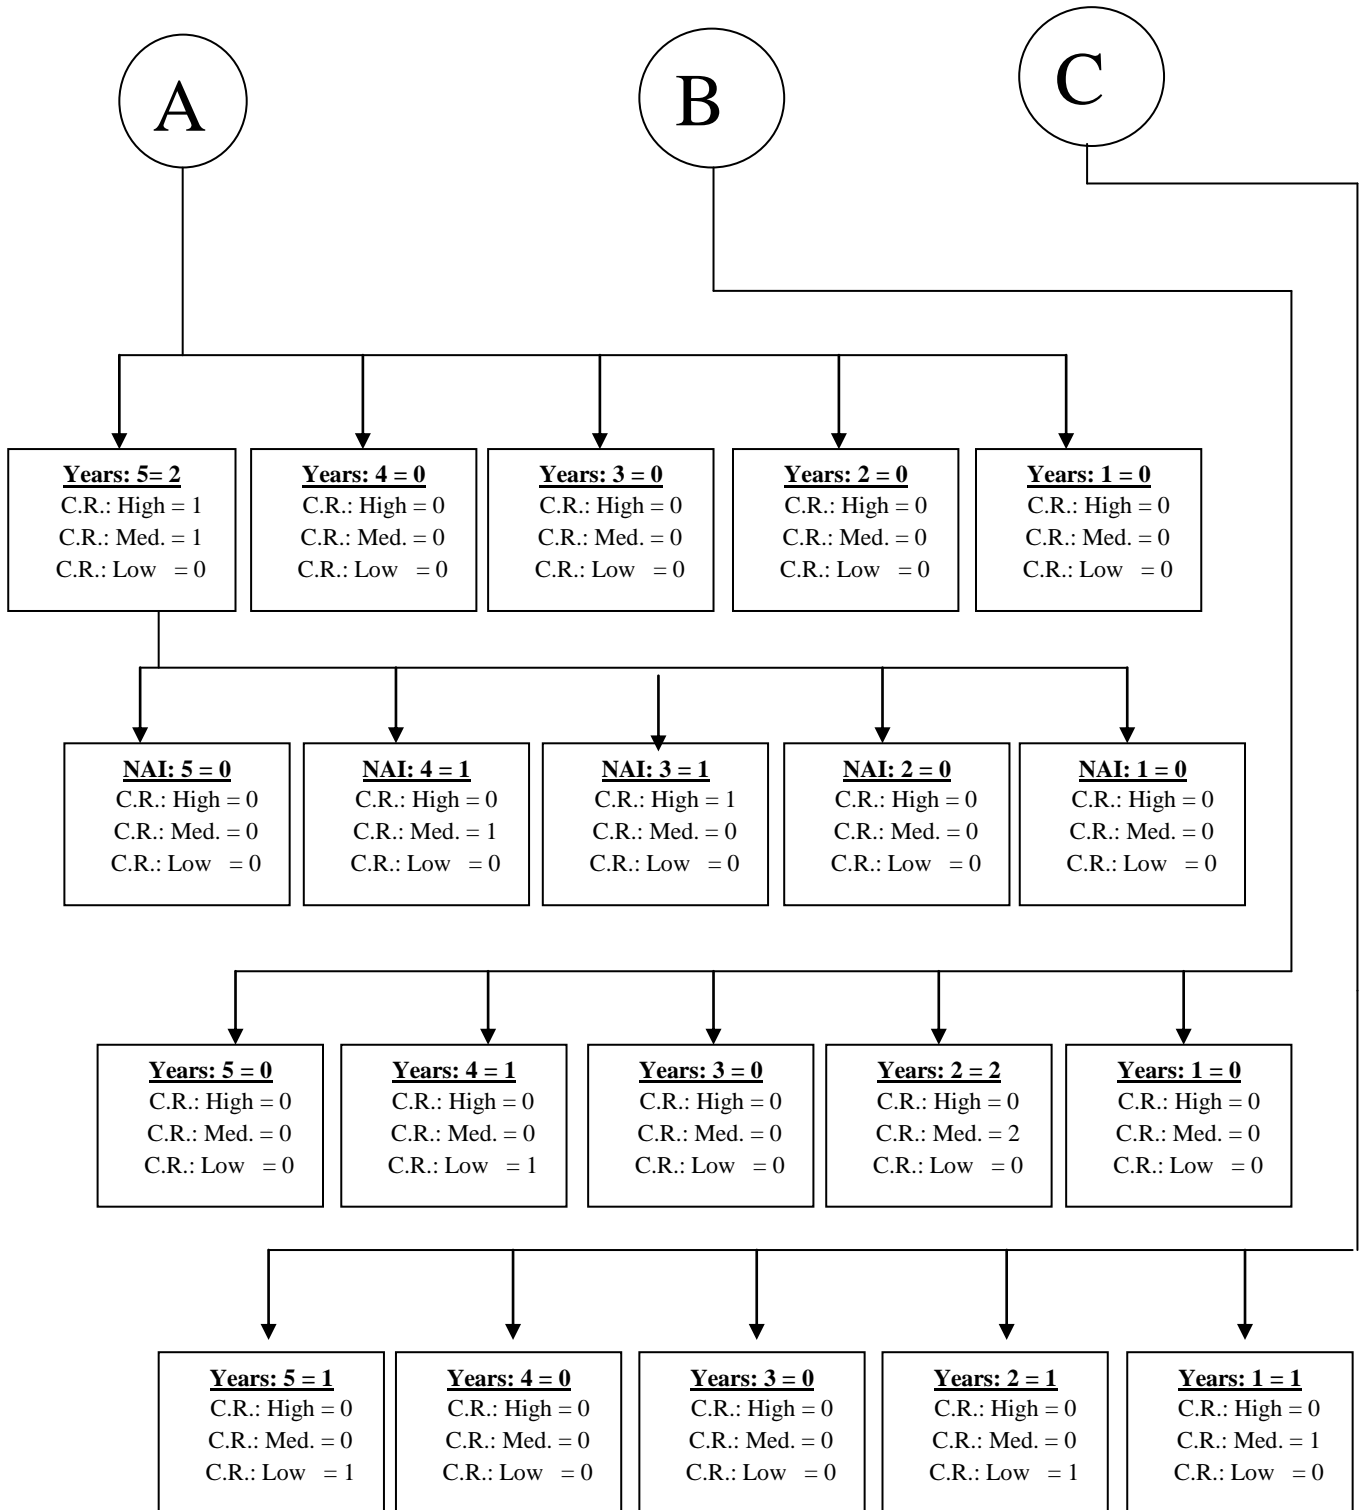 A
B
C
Years: 5= 2
C.R.: High = 1
C.R.: Med. = 1
C.R.: Low = 0
Years: 4 = 0
C.R.: High = 0
C.R.: Med. = 0
C.R.: Low = 0
Years: 3 = 0
C.R.: High = 0
C.R.: Med. = 0
C.R.: Low = 0
Years: 2 = 0
C.R.: High = 0
C.R.: Med. = 0
C.R.: Low = 0
Years: 1 = 0
C.R.: High = 0
C.R.: Med. = 0
C.R.: Low = 0
NAI: 5 = 0
C.R.: High = 0
C.R.: Med. = 0
C.R.: Low = 0
NAI: 4 = 1
C.R.: High = 0
C.R.: Med. = 1
C.R.: Low = 0
NAI: 3 = 1
C.R.: High = 1
C.R.: Med. = 0
C.R.: Low = 0
NAI: 2 = 0
C.R.: High = 0
C.R.: Med. = 0
C.R.: Low = 0
NAI: 1 = 0
C.R.: High = 0
C.R.: Med. = 0
C.R.: Low = 0
Years: 5 = 0
C.R.: High = 0
C.R.: Med. = 0
C.R.: Low = 0
Years: 4 = 1
C.R.: High = 0
C.R.: Med. = 0
C.R.: Low = 1
Years: 3 = 0
C.R.: High = 0
C.R.: Med. = 0
C.R.: Low = 0
Years: 2 = 2
C.R.: High = 0
C.R.: Med. = 2
C.R.: Low = 0
Years: 1 = 0
C.R.: High = 0
C.R.: Med. = 0
C.R.: Low = 0
Years: 5 = 1
C.R.: High = 0
C.R.: Med. = 0
C.R.: Low = 1
Years: 4 = 0
C.R.: High = 0
C.R.: Med. = 0
C.R.: Low = 0
Years: 3 = 0
C.R.: High = 0
C.R.: Med. = 0
C.R.: Low = 0
Years: 2 = 1
C.R.: High = 0
C.R.: Med. = 0
C.R.: Low = 1
Years: 1 = 1
C.R.: High = 0
C.R.: Med. = 1
C.R.: Low = 0